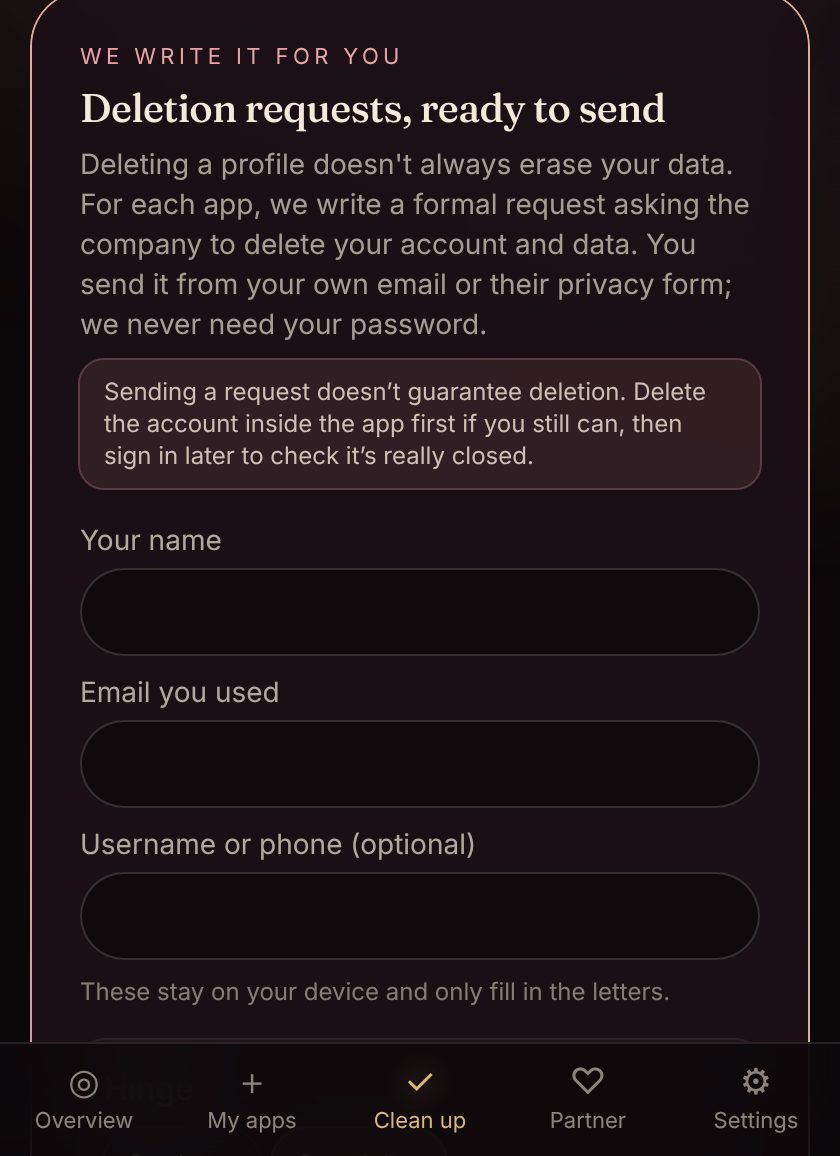 WE WRITE IT FOR YOU
Deletion requests, ready to send
Deleting a profile doesn't always erase your data.
For each app, we write a formal request asking the
company to delete your account and data. You
send it from your own email or their privacy form;
we never need your password.
Sending a request doesn’t guarantee deletion. Delete
the account inside the app first if you still can, then
sign in later to check it’s really closed.
Your name
Email you used
Username or phone (optional)
These stay on your device and only fill in the letters.
Hinge
Overview
My apps
Clean up
Partner
Settings